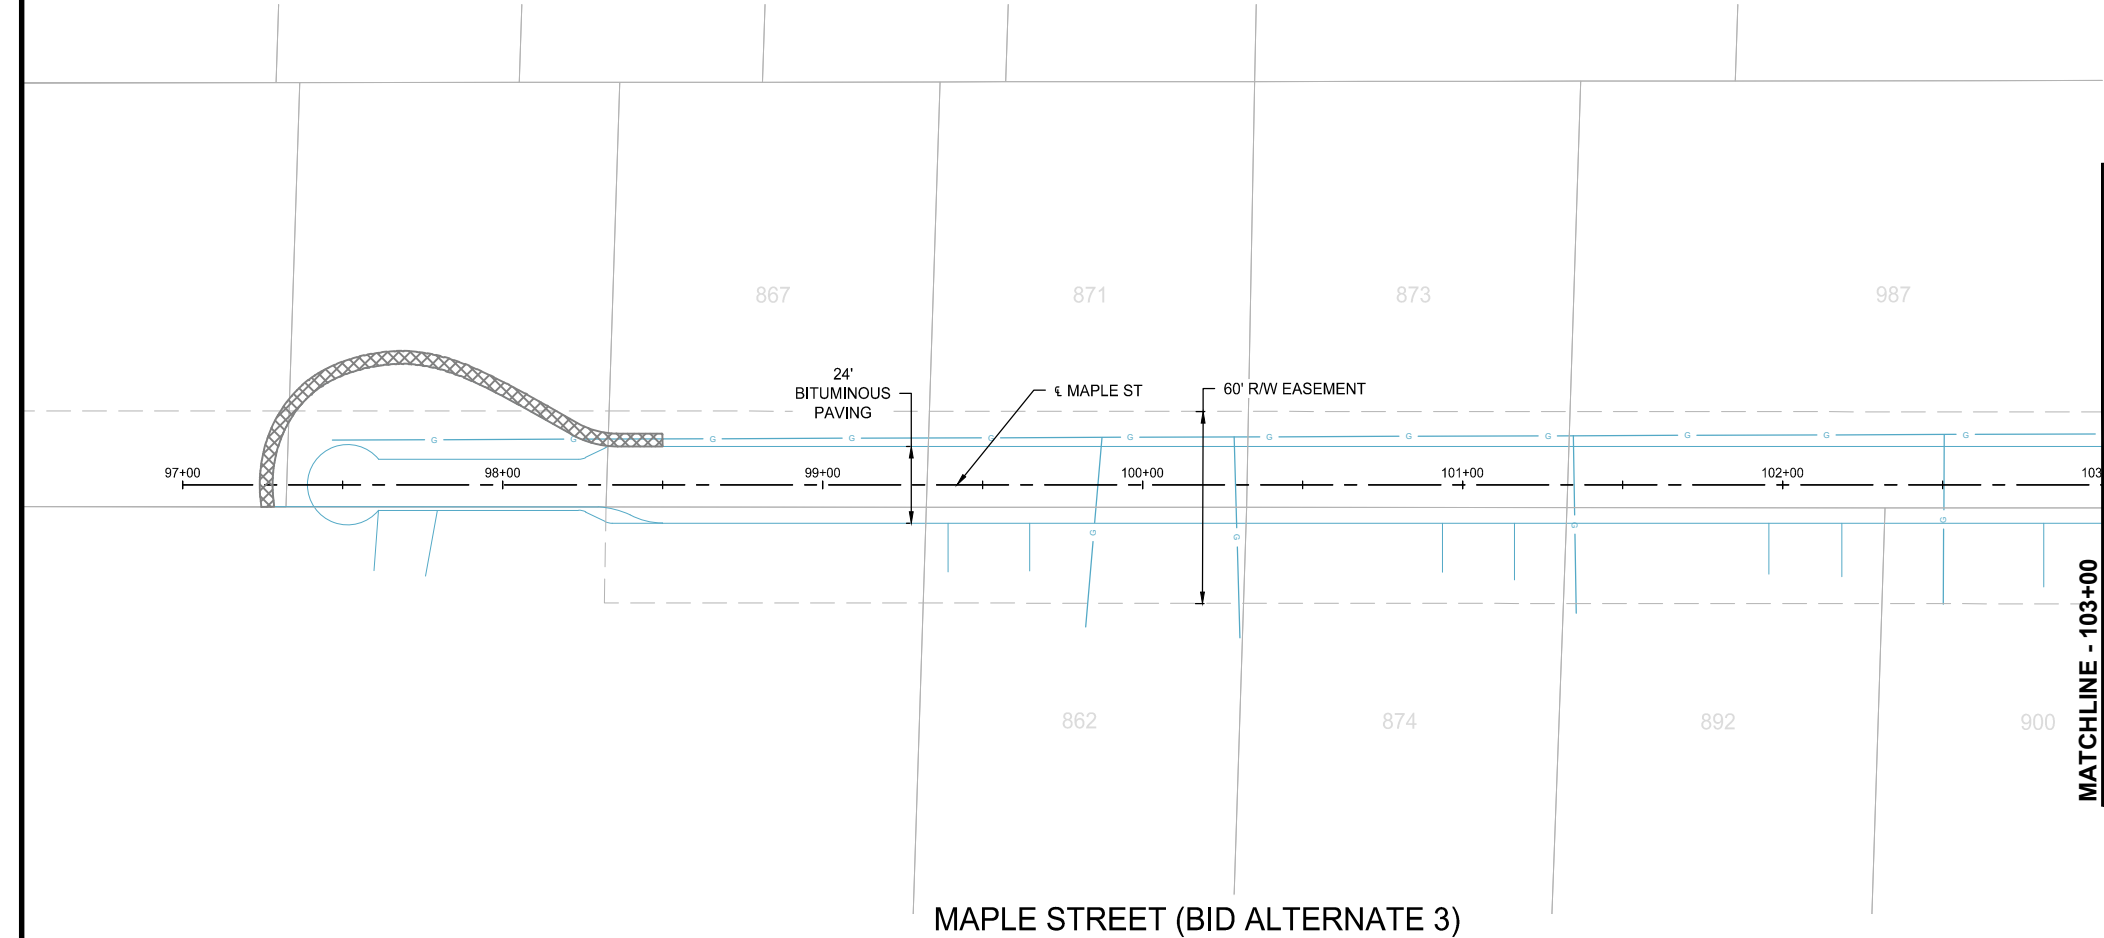 867
871
873
987
24'
BITUMINOUS
PAVING
℄ MAPLE ST
60' R/W EASEMENT
G G G G G G G G G G G G
97+00
98+00
99+00
100+00
101+00
102+00
103
G
G
G
G
862
874
892
900
MATCHLINE - 103+00
MAPLE STREET (BID ALTERNATE 3)